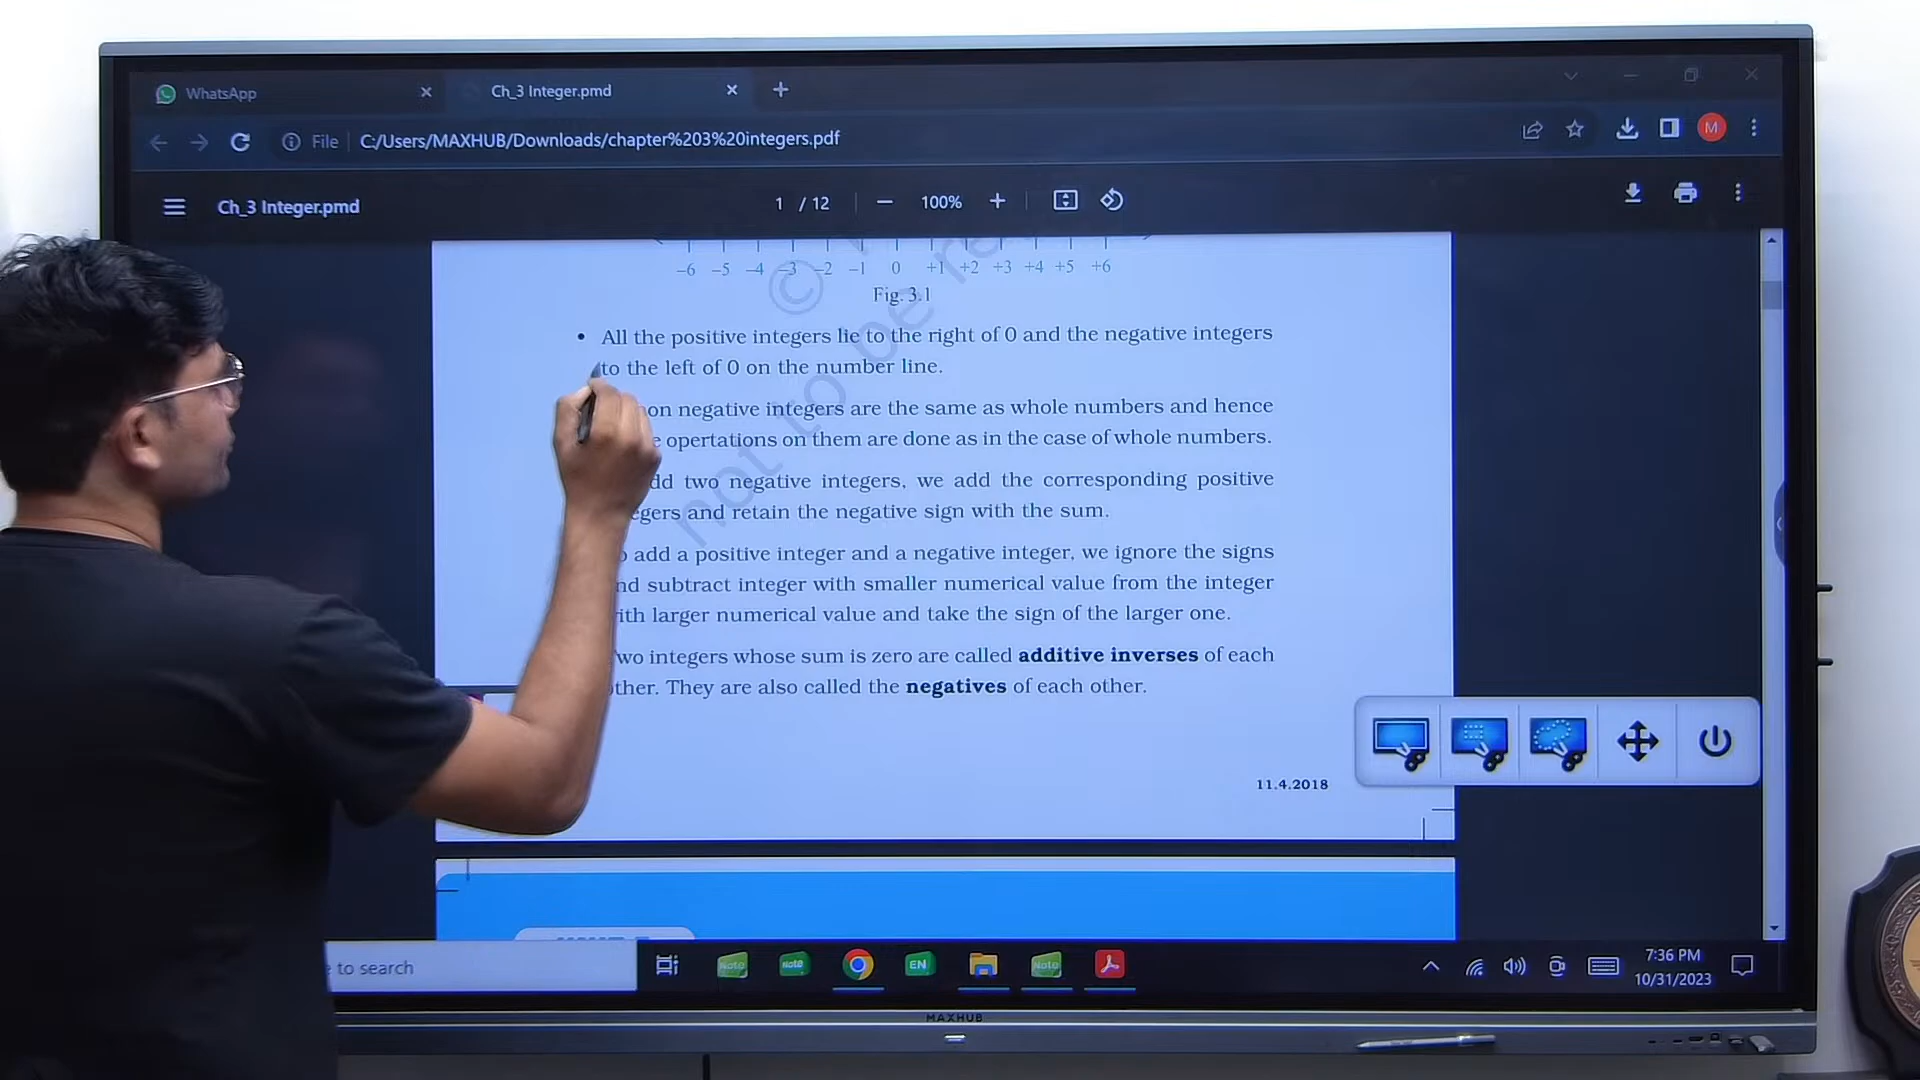 WhatsApp
Ch_3 Integer.pmd
File C:/Users/MAXHUB/Downloads/chapter%203%20integers.pdf
M
Ch_3 Integer.pmd
1 / 12
100%
–6 –5 –4 –3 –2 –1 0 +1 +2 +3 +4 +5 +6
Fig. 3.1
• All the positive integers lie to the right of 0 and the negative integers
to the left of 0 on the number line.
negative integers are the same as whole numbers and hence
opertations on them are done as in the case of whole numbers.
two negative integers, we add the corresponding positive
and retain the negative sign with the sum.
add a positive integer and a negative integer, we ignore the signs
subtract integer with smaller numerical value from the integer
larger numerical value and take the sign of the larger one.
Two integers whose sum is zero are called additive inverses of each
other. They are also called the negatives of each other.
not to be
©
11.4.2018
to search
Note
Note
EN
Note
7:36 PM
10/31/2023
MAXHUB